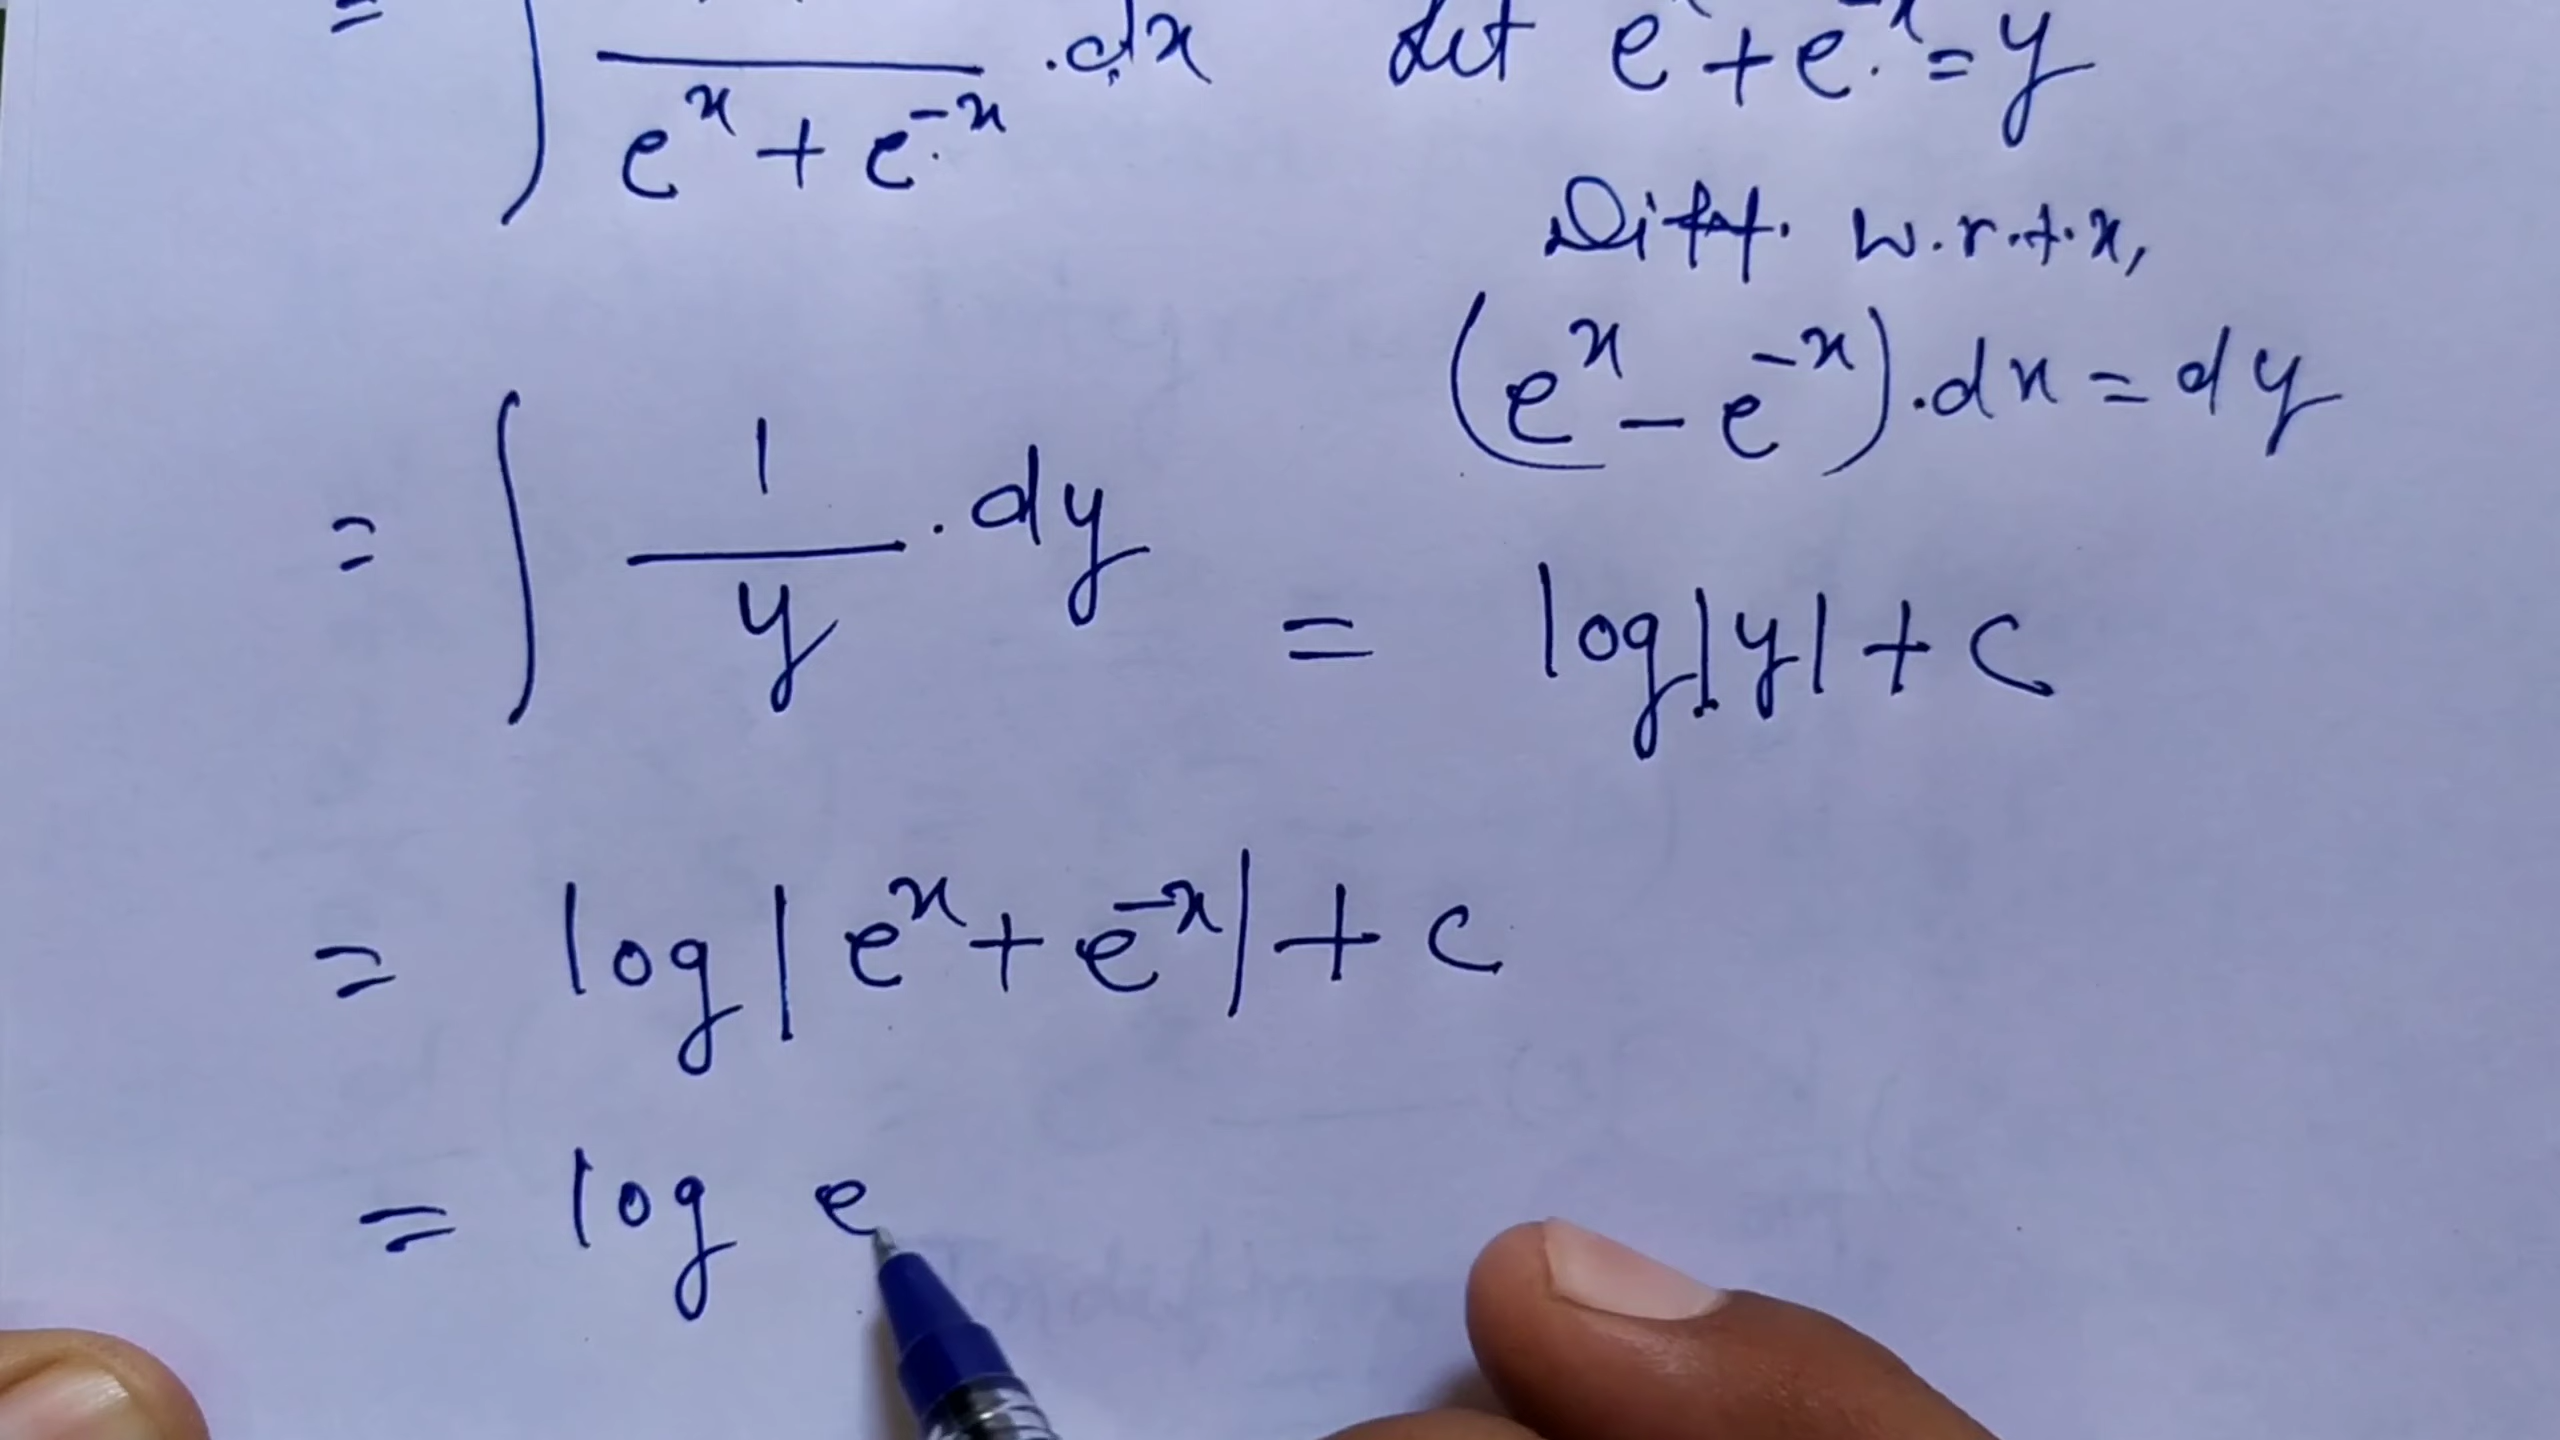 = ∫ ── .dx   Let e^x + e^-x = y
e^x + e^-x
Diff. w.r.t. x,
(e^x - e^-x).dx = dy
= ∫ 1/y . dy = log|y| + c
= log|e^x + e^-x| + c
= log e